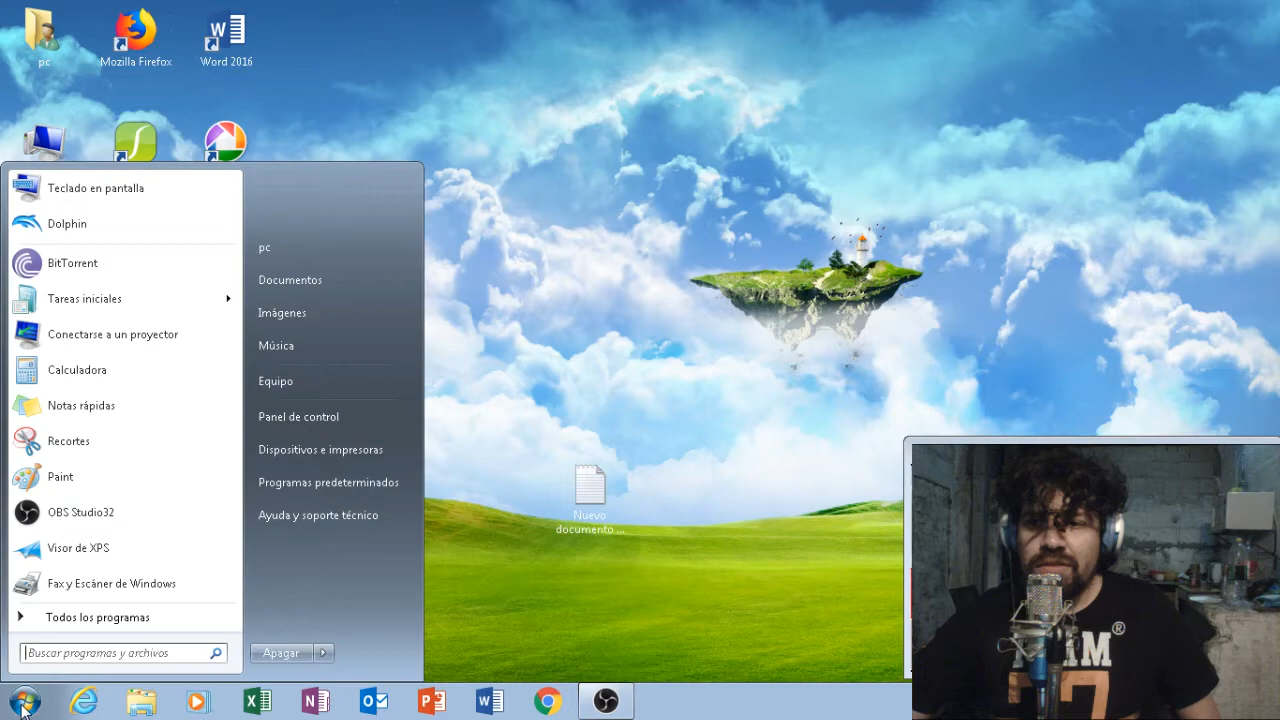 pc
Mozilla Firefox
Word 2016
Teclado en pantalla
Dolphin
BitTorrent
Tareas iniciales
Conectarse a un proyector
Calculadora
Notas rápidas
Recortes
Paint
OBS Studio32
Visor de XPS
Fax y Escáner de Windows
Todos los programas
Buscar programas y archivos
pc
Documentos
Imágenes
Música
Equipo
Panel de control
Dispositivos e impresoras
Programas predeterminados
Ayuda y soporte técnico
Apagar
Nuevo
documento ...